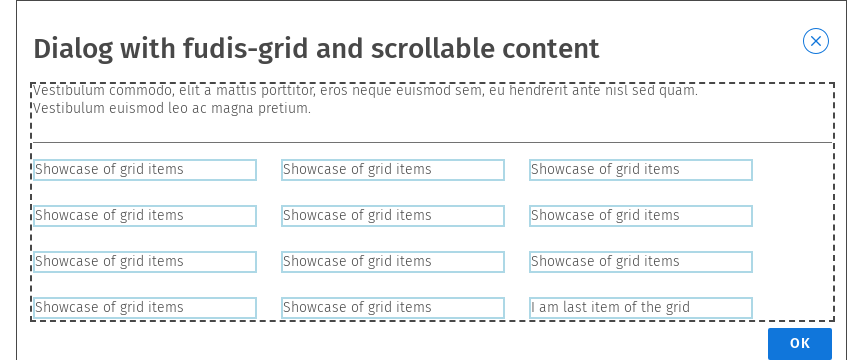 Dialog with fudis-grid and scrollable content
Vestibulum commodo, elit a mattis porttitor, eros neque euismod sem, eu hendrerit ante nisl sed quam.
Vestibulum euismod leo ac magna pretium.
Showcase of grid items
Showcase of grid items
Showcase of grid items
Showcase of grid items
Showcase of grid items
Showcase of grid items
Showcase of grid items
Showcase of grid items
Showcase of grid items
Showcase of grid items
Showcase of grid items
I am last item of the grid
OK